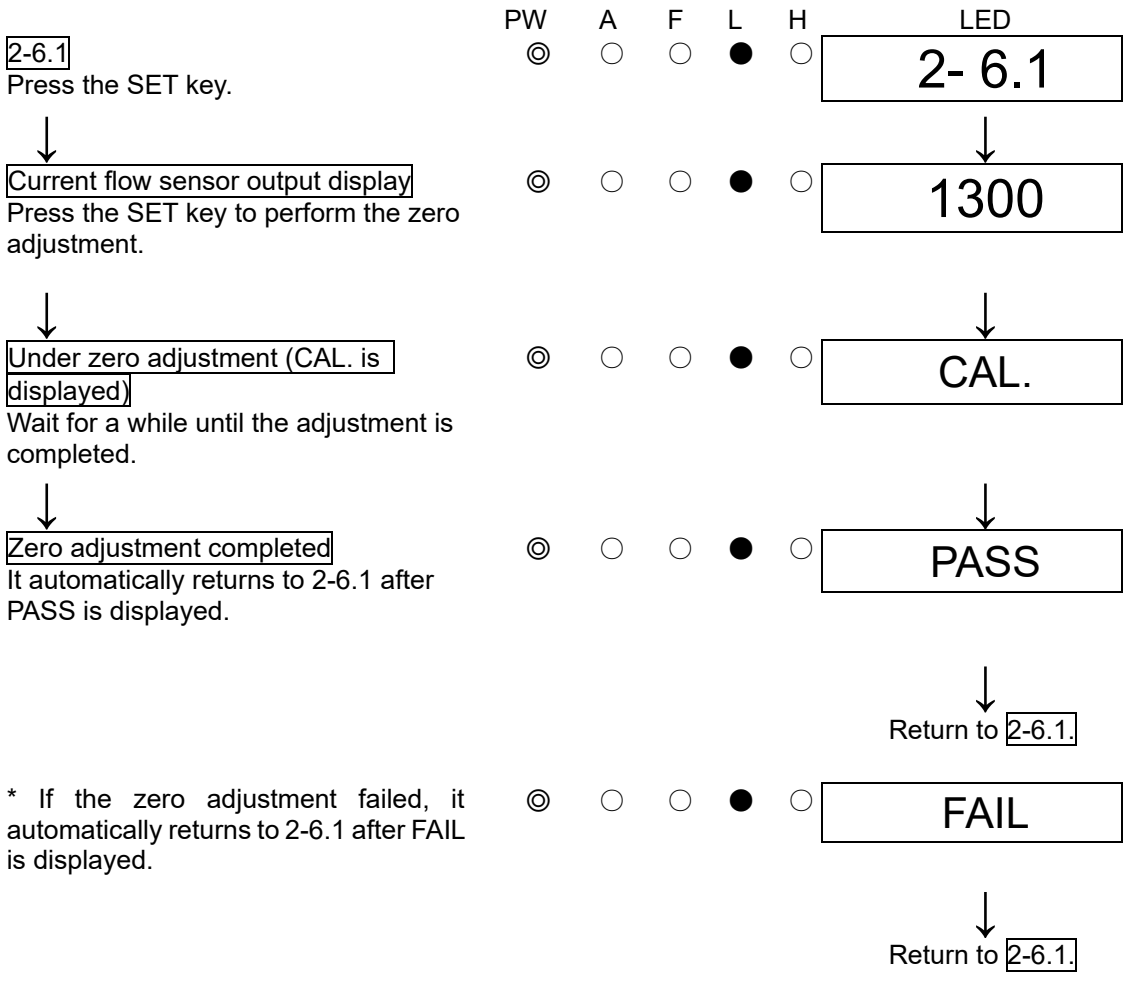 PW A F L H LED
2-6.1 ◎ ○ ○ ● ○ 2- 6.1
Press the SET key.
↓ ↓
Current flow sensor output display ◎ ○ ○ ● ○ 1300
Press the SET key to perform the zero
adjustment.
↓ ↓
Under zero adjustment (CAL. is ◎ ○ ○ ● ○ CAL.
displayed)
Wait for a while until the adjustment is
completed.
↓ ↓
Zero adjustment completed ◎ ○ ○ ● ○ PASS
It automatically returns to 2-6.1 after
PASS is displayed.
↓
Return to 2-6.1.
* If the zero adjustment failed, it ◎ ○ ○ ● ○ FAIL
automatically returns to 2-6.1 after FAIL
is displayed.
↓
Return to 2-6.1.